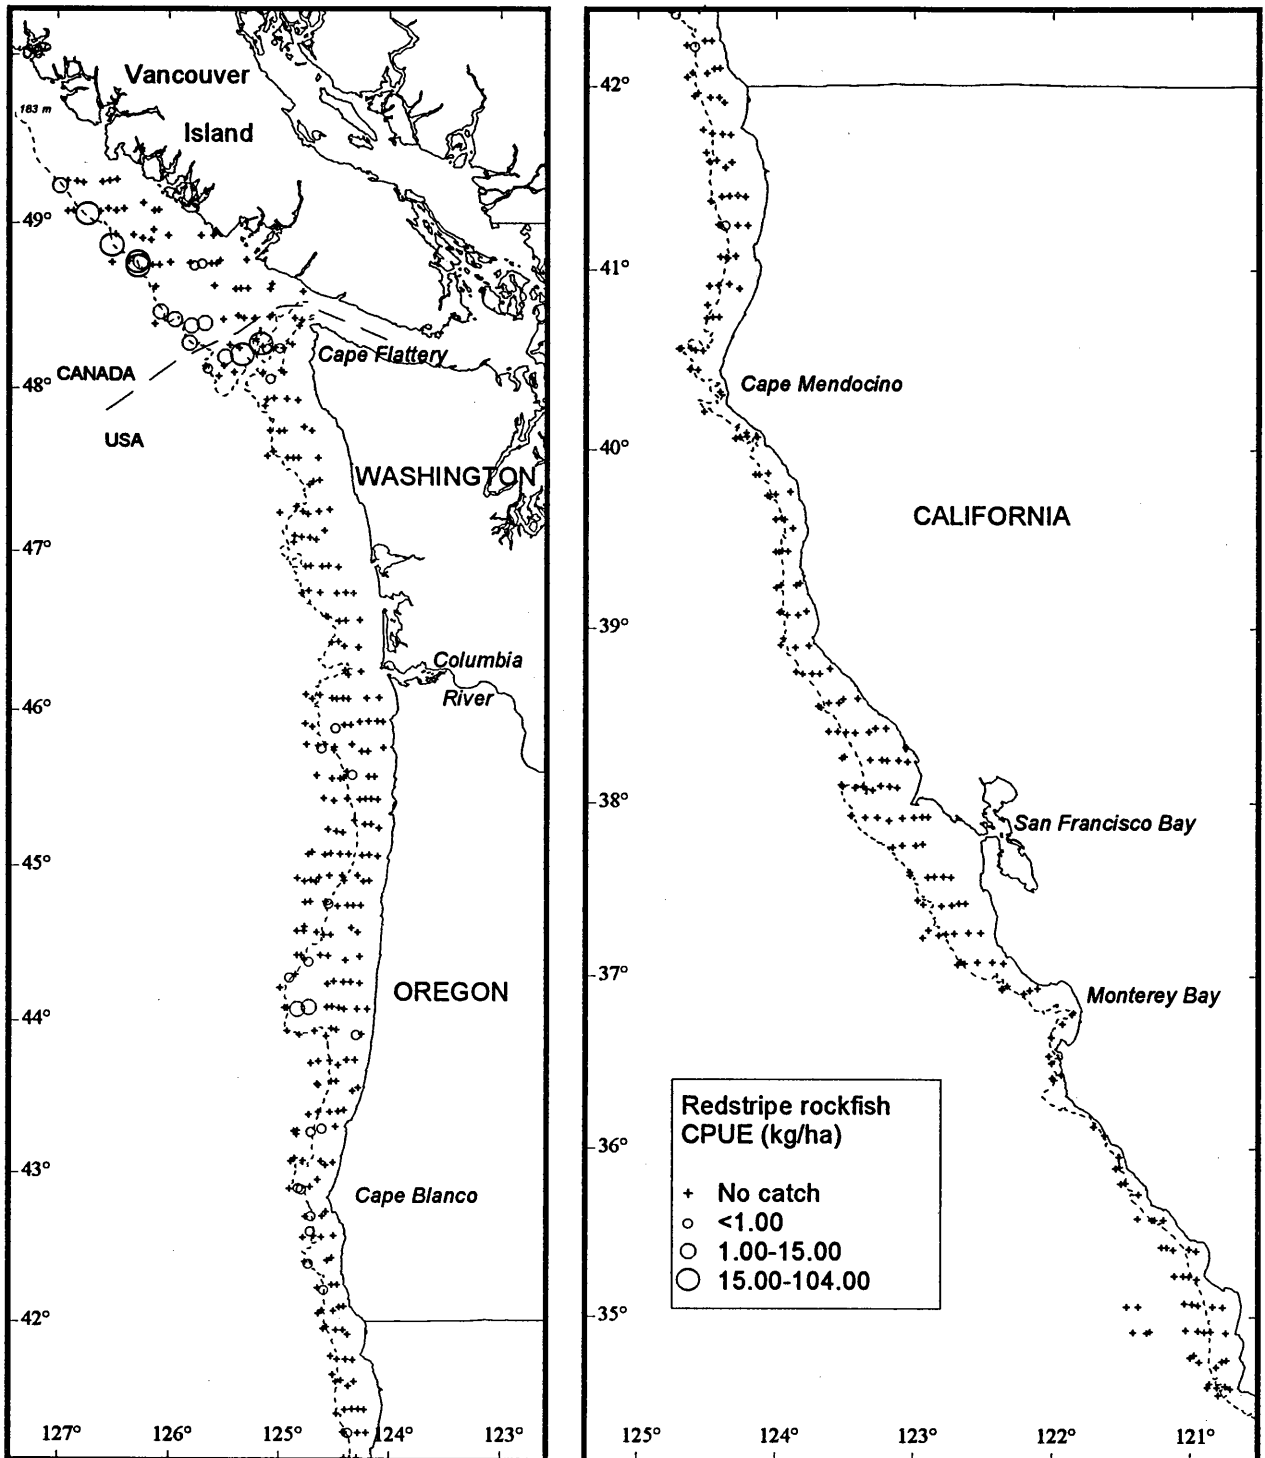 Vancouver
Island
183 m
49°
CANADA
USA
Cape Flattery
48°
WASHINGTON
47°
Columbia
River
46°
45°
OREGON
44°
43°
Cape Blanco
42°
127°
126°
125°
124°
123°
42°
41°
Cape Mendocino
40°
CALIFORNIA
39°
38°
San Francisco Bay
37°
Monterey Bay
36°
35°
Redstripe rockfish
CPUE (kg/ha)
+ No catch
<1.00
1.00-15.00
15.00-104.00
125°
124°
123°
122°
121°